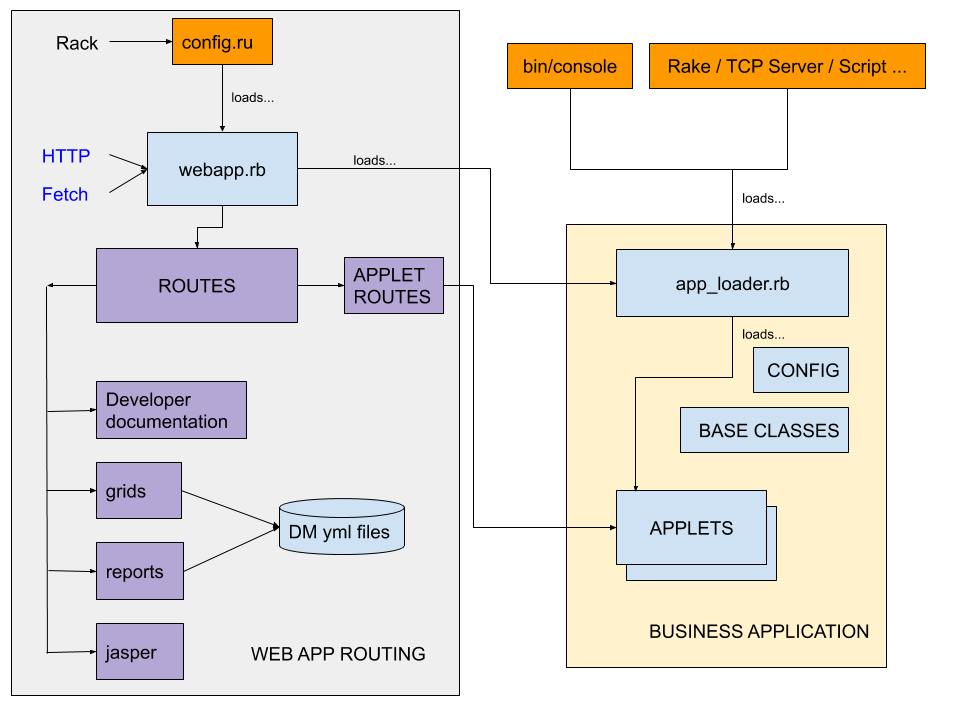 Rack
config.ru
loads...
HTTP
Fetch
webapp.rb
loads...
ROUTES
APPLET
ROUTES
Developer
documentation
grids
reports
jasper
DM yml files
WEB APP ROUTING
bin/console
Rake / TCP Server / Script ...
loads...
app_loader.rb
loads...
CONFIG
BASE CLASSES
APPLETS
BUSINESS APPLICATION